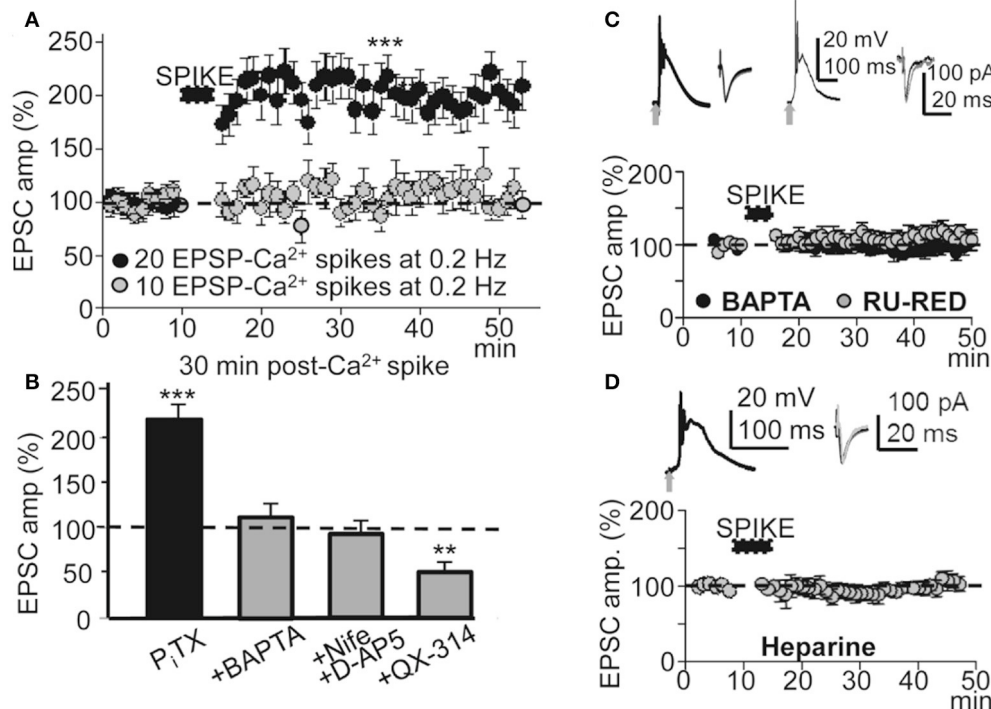 A
EPSC amp (%)
250
200
150
100
50
0
SPIKE
***
20 EPSP-Ca²⁺ spikes at 0.2 Hz
10 EPSP-Ca²⁺ spikes at 0.2 Hz
0 10 20 30 40 50
min
30 min post-Ca²⁺ spike
B
EPSC amp (%)
250
200
150
100
50
0
***
**
PᵢTX
+BAPTA
+Nife
+D-AP5
+QX-314
C
20 mV
100 ms
100 pA
20 ms
EPSC amp (%)
200
100
0
SPIKE
BAPTA RU-RED
0 10 20 30 40 50
min
D
20 mV
100 ms
100 pA
20 ms
EPSC amp. (%)
200
100
0
SPIKE
Heparine
0 10 20 30 40 50
min